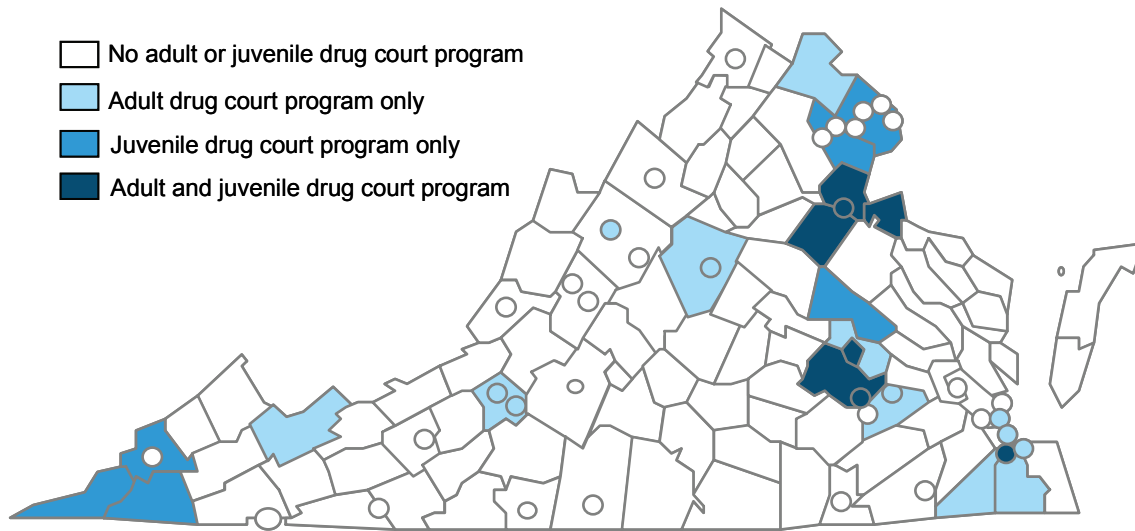 No adult or juvenile drug court program
Adult drug court program only
Juvenile drug court program only
Adult and juvenile drug court program